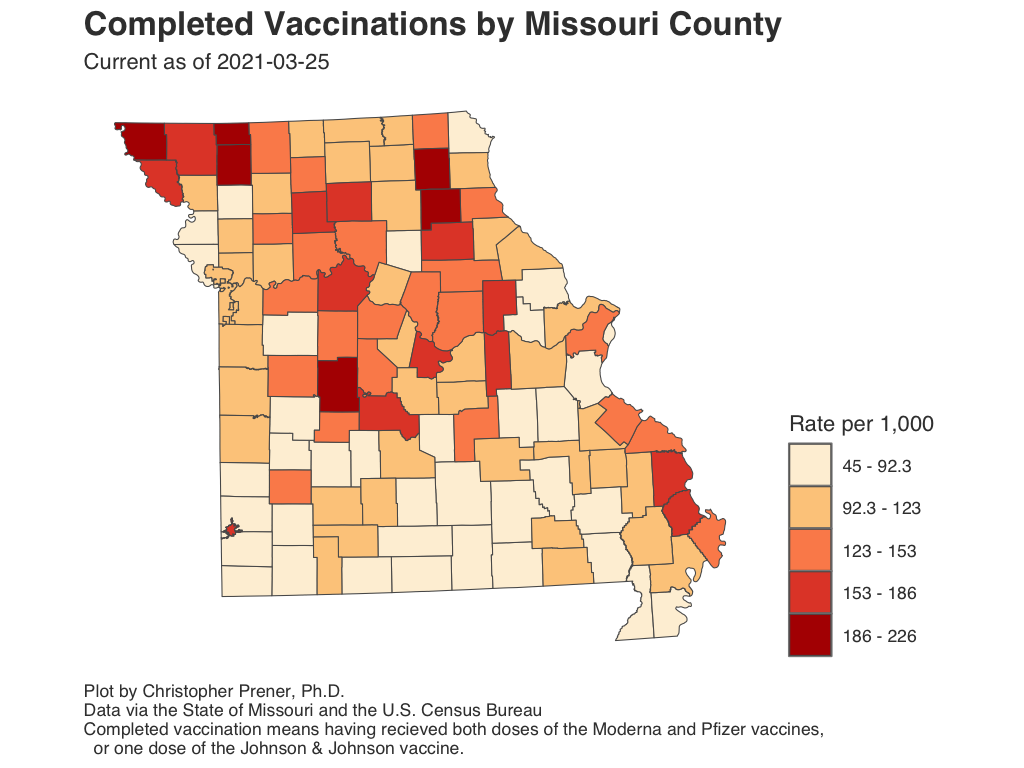 Completed Vaccinations by Missouri County
Current as of 2021-03-25
Rate per 1,000
45 - 92.3
92.3 - 123
123 - 153
153 - 186
186 - 226
Plot by Christopher Prener, Ph.D.
Data via the State of Missouri and the U.S. Census Bureau
Completed vaccination means having recieved both doses of the Moderna and Pfizer vaccines,
or one dose of the Johnson & Johnson vaccine.